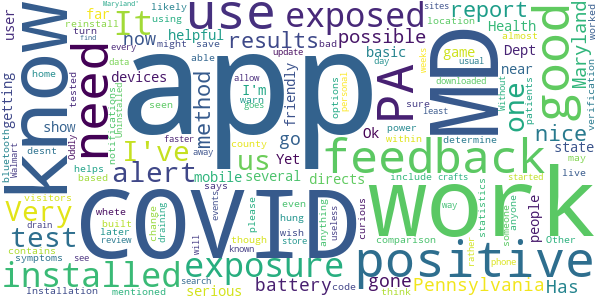 reinstall
far
likely
using
basic
user
It
now
helpful
use
exposed
results
possible
I'm
getting
devices
show
need
know
app
method
friendly
go
Ok
Yet
PA
game
near
sure
options
turn
find
might
save
bad
every
update
able
day
data
report
Health
Dept
MD
one
sites
Maryland'
location
almost
usual
worked
downloaded
weeks
good
Maryland
verification
patients
nice
state
may
live
home
tested
seen
allow
warn
goes
personal
power
least
within
determine
notifications
Uninstalled
bluetooth
Walmart
Oddly
desnt
helps
based
visitors
I've
alert
Very
test
contains
symptoms
see
drain
county
away
faster
us
mobile
several
directs
says
events
feedback
include
crafts
started
statistics
someone
anyone
way
people
Other
COVID
work
whete
built
later
review
known
change
draining
though
will
please
even
hung
wish
store
anything
useless
curious
comparison
rather
phone
positive
installed
exposure
Installation
mentioned
search
serious
battery
code
gone
think
Pennsylvania
Has